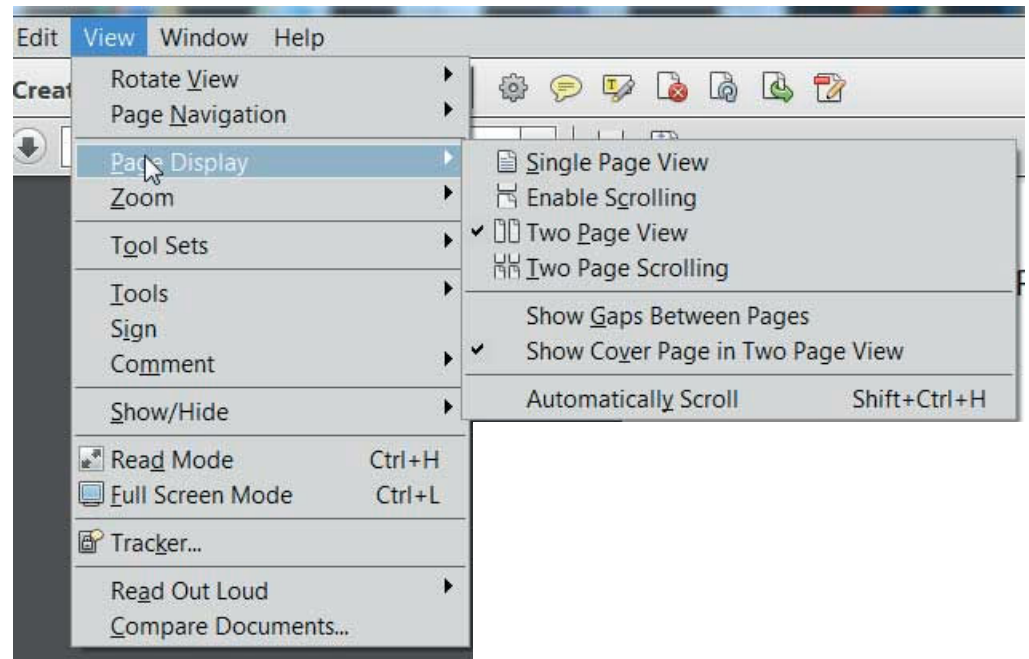 Edit View Window Help
Creat
Rotate View
Page Navigation
Page Display
Zoom
Tool Sets
Tools
Sign
Comment
Show/Hide
Read Mode Ctrl+H
Full Screen Mode Ctrl+L
Tracker...
Read Out Loud
Compare Documents...
Single Page View
Enable Scrolling
Two Page View
Two Page Scrolling
Show Gaps Between Pages
Show Cover Page in Two Page View
Automatically Scroll Shift+Ctrl+H